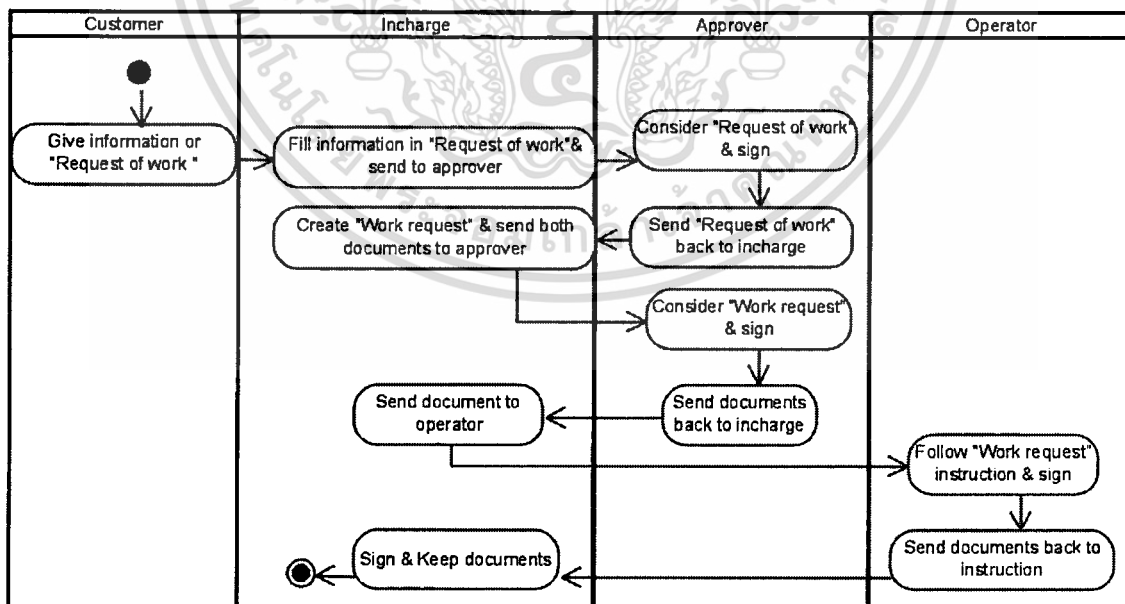 Customer
Incharge
Approver
Operator
Give information or
"Request of work "
Fill information in "Request of work"&
send to approver
Consider "Request of work"
& sign
Send "Request of work"
back to incharge
Create "Work request" & send both
documents to approver
Consider "Work request"
& sign
Send documents
back to incharge
Send document to
operator
Follow "Work request"
instruction & sign
Send documents back to
instruction
Sign & Keep documents